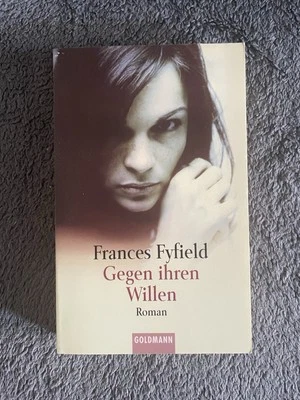 Frances Fyfield
Gegen ihren
Willen
Roman
GOLDMANN